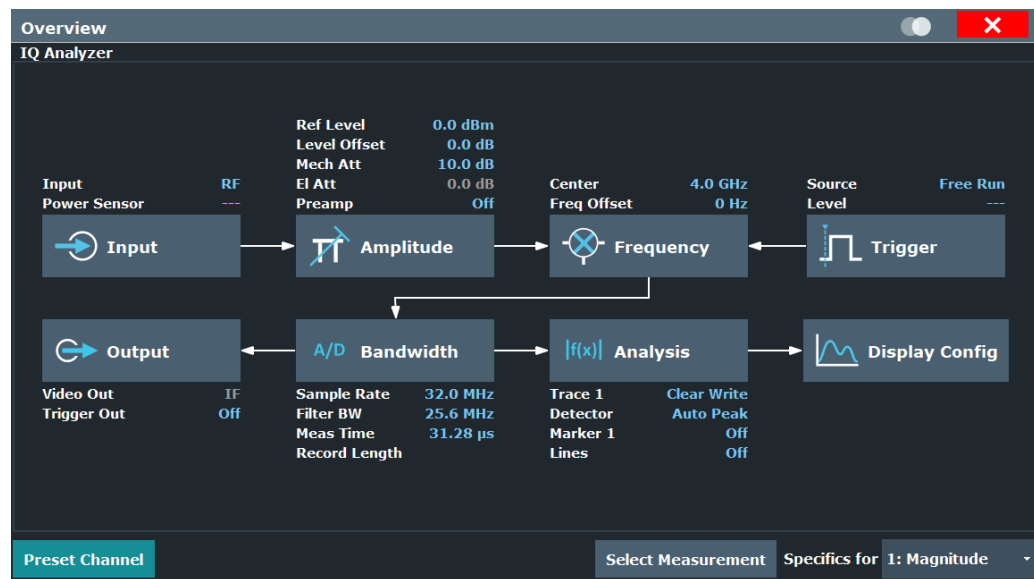 Overview
IQ Analyzer
Ref Level 0.0 dBm
Level Offset 0.0 dB
Mech Att 10.0 dB
El Att 0.0 dB
Preamp Off
Input RF
Power Sensor ---
Center 4.0 GHz
Freq Offset 0 Hz
Source Free Run
Level ---
Input
Amplitude
Frequency
Trigger
Output
A/D Bandwidth
|f(x)| Analysis
Display Config
Video Out IF
Trigger Out Off
Sample Rate 32.0 MHz
Filter BW 25.6 MHz
Meas Time 31.28 µs
Record Length
Trace 1 Clear Write
Detector Auto Peak
Marker 1 Off
Lines Off
Preset Channel
Select Measurement
Specifics for 1: Magnitude